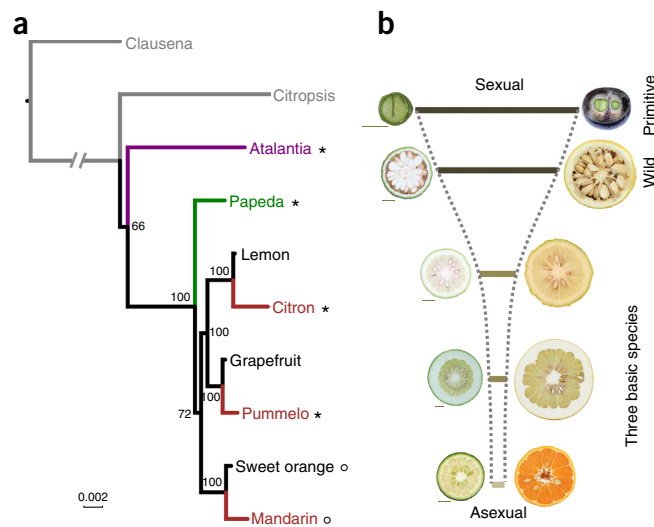 a
Clausena
Citropsis
Atalantia *
66
Papeda *
Lemon
100
Citron *
100
100
Grapefruit
100
Pummelo *
72
Sweet orange ○
100
Mandarin ○
0.002
b
Sexual
Primitive
Wild
Three basic species
Asexual